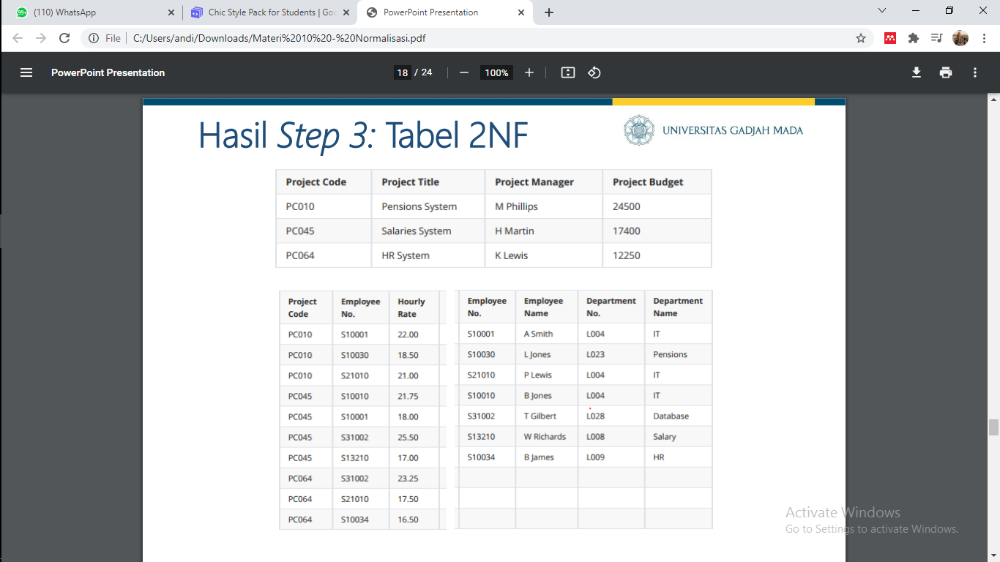 99+ (110) WhatsApp
Chic Style Pack for Students | Goo
PowerPoint Presentation
File C:/Users/andi/Downloads/Materi%2010%20-%20Normalisasi.pdf
PowerPoint Presentation
18 / 24
100%
Hasil Step 3: Tabel 2NF
UNIVERSITAS GADJAH MADA
Project Code Project Title Project Manager Project Budget
PC010 Pensions System M Phillips 24500
PC045 Salaries System H Martin 17400
PC064 HR System K Lewis 12250
Project Employee Hourly
Code No. Rate
PC010 S10001 22.00
PC010 S10030 18.50
PC010 S21010 21.00
PC045 S10010 21.75
PC045 S10001 18.00
PC045 S31002 25.50
PC045 S13210 17.00
PC064 S31002 23.25
PC064 S21010 17.50
PC064 S10034 16.50
Employee Employee Department Department
No. Name No. Name
S10001 A Smith L004 IT
S10030 L Jones L023 Pensions
S21010 P Lewis L004 IT
S10010 B Jones L004 IT
S31002 T Gilbert L028 Database
S13210 W Richards L008 Salary
S10034 B James L009 HR
Activate Windows
Go to Settings to activate Windows.